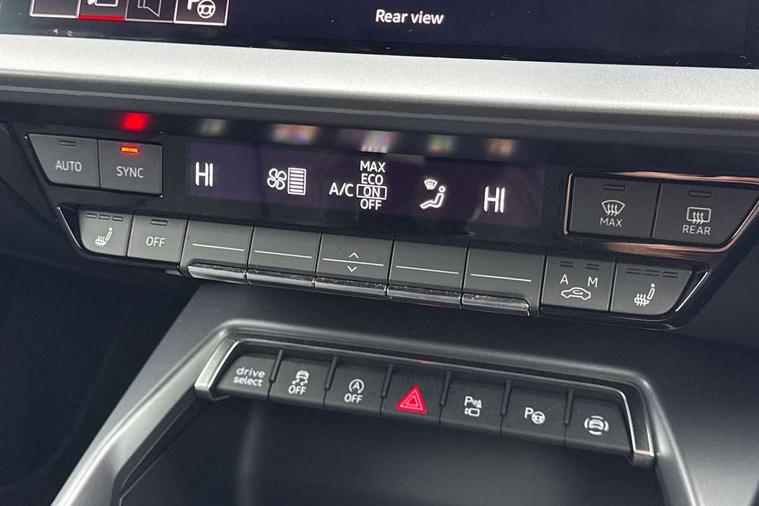 Rear view
AUTO
SYNC
HI
MAX
ECO
A/C ON
OFF
HI
MAX
REAR
OFF
A M
drive
select
OFF
A
OFF
P
P